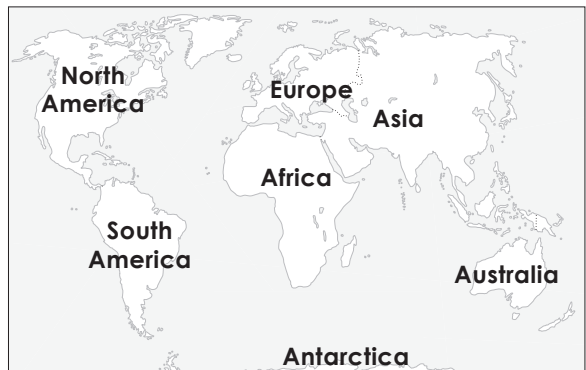 North
America
Europe
Asia
Africa
South
America
Australia
Antarctica